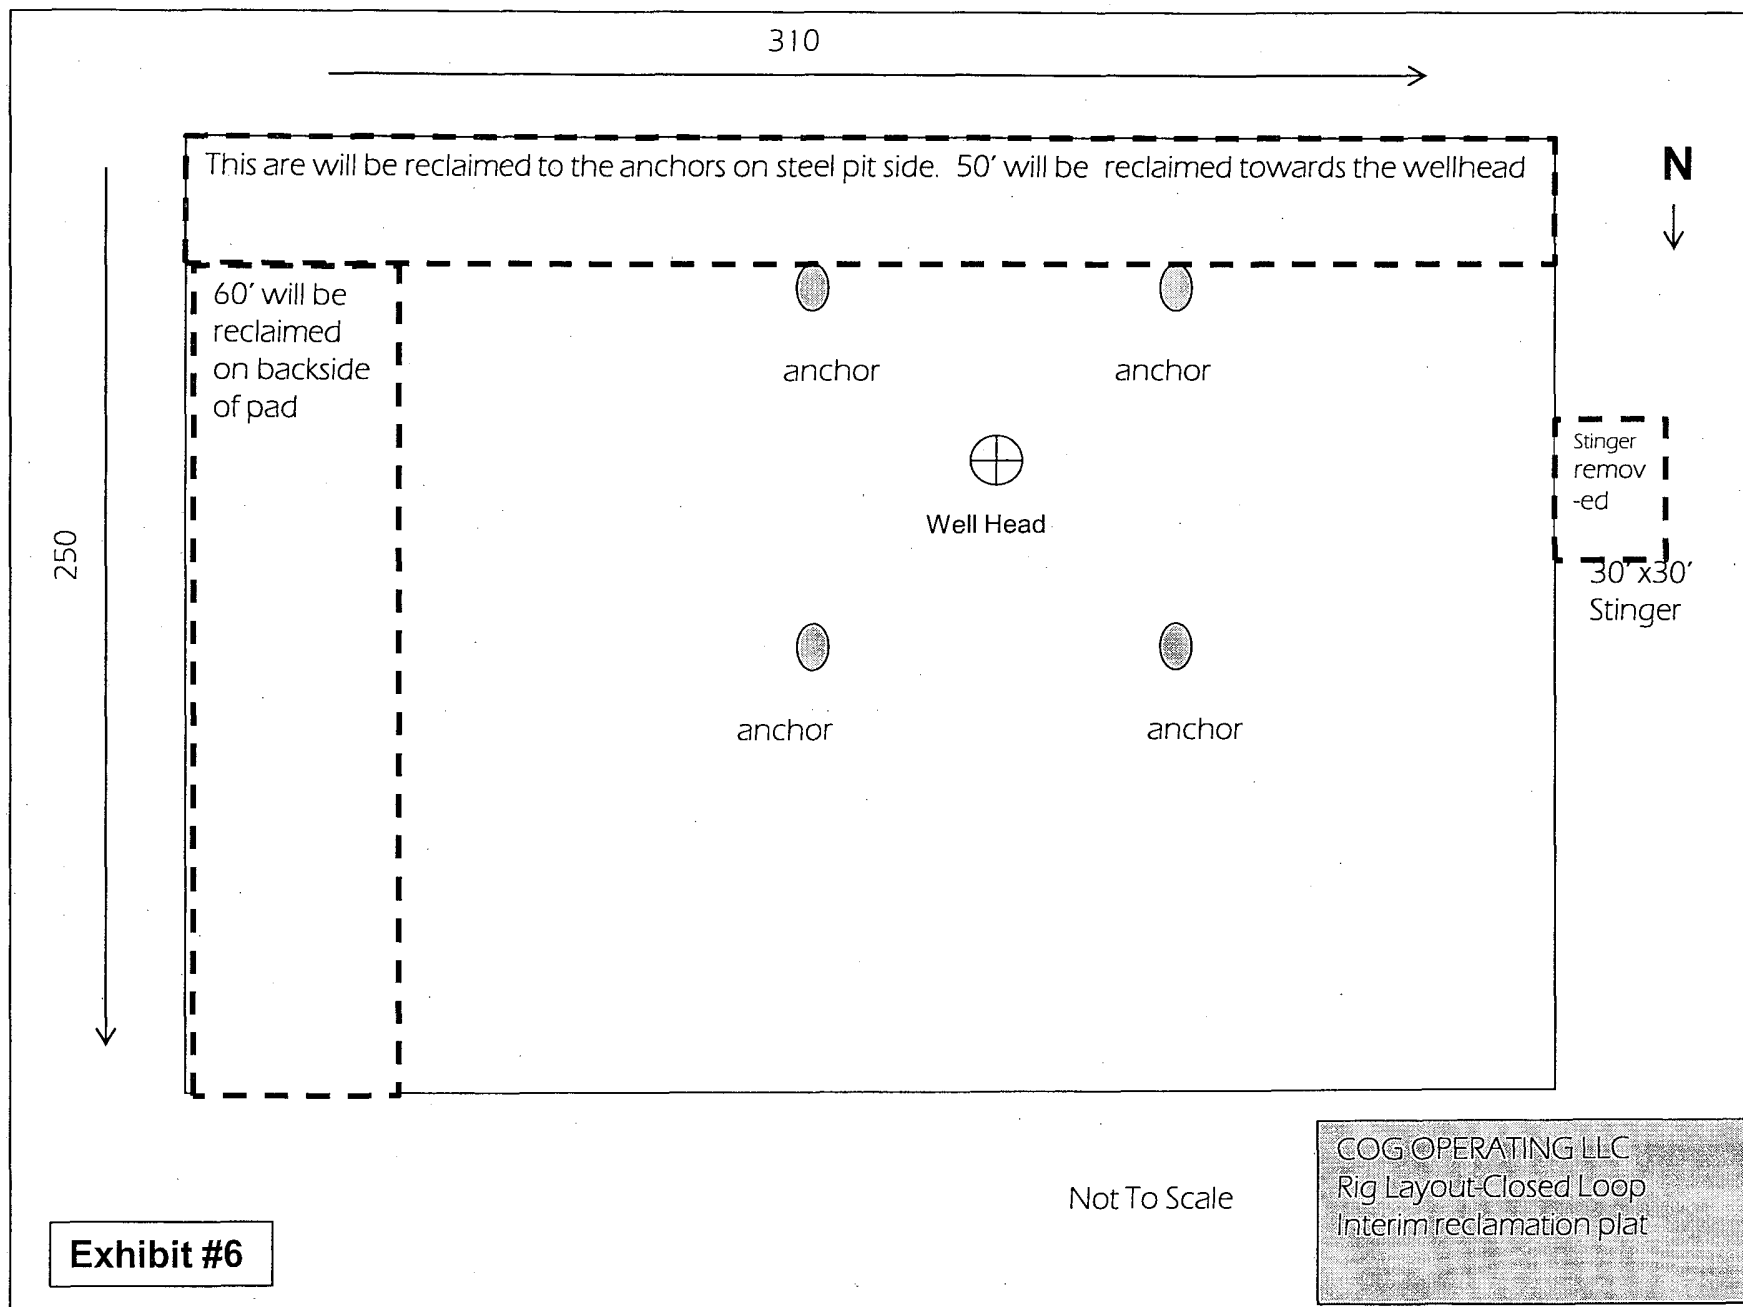 310
This are will be reclaimed to the anchors on steel pit side. 50' will be reclaimed towards the wellhead
N
60' will be
reclaimed
on backside
of pad
anchor
anchor
Stinger
remov
-ed
Well Head
250
30' x30'
Stinger
anchor
anchor
COG OPERATING LLC
Rig Layout-Closed Loop
Interim reclamation plat
Not To Scale
Exhibit #6